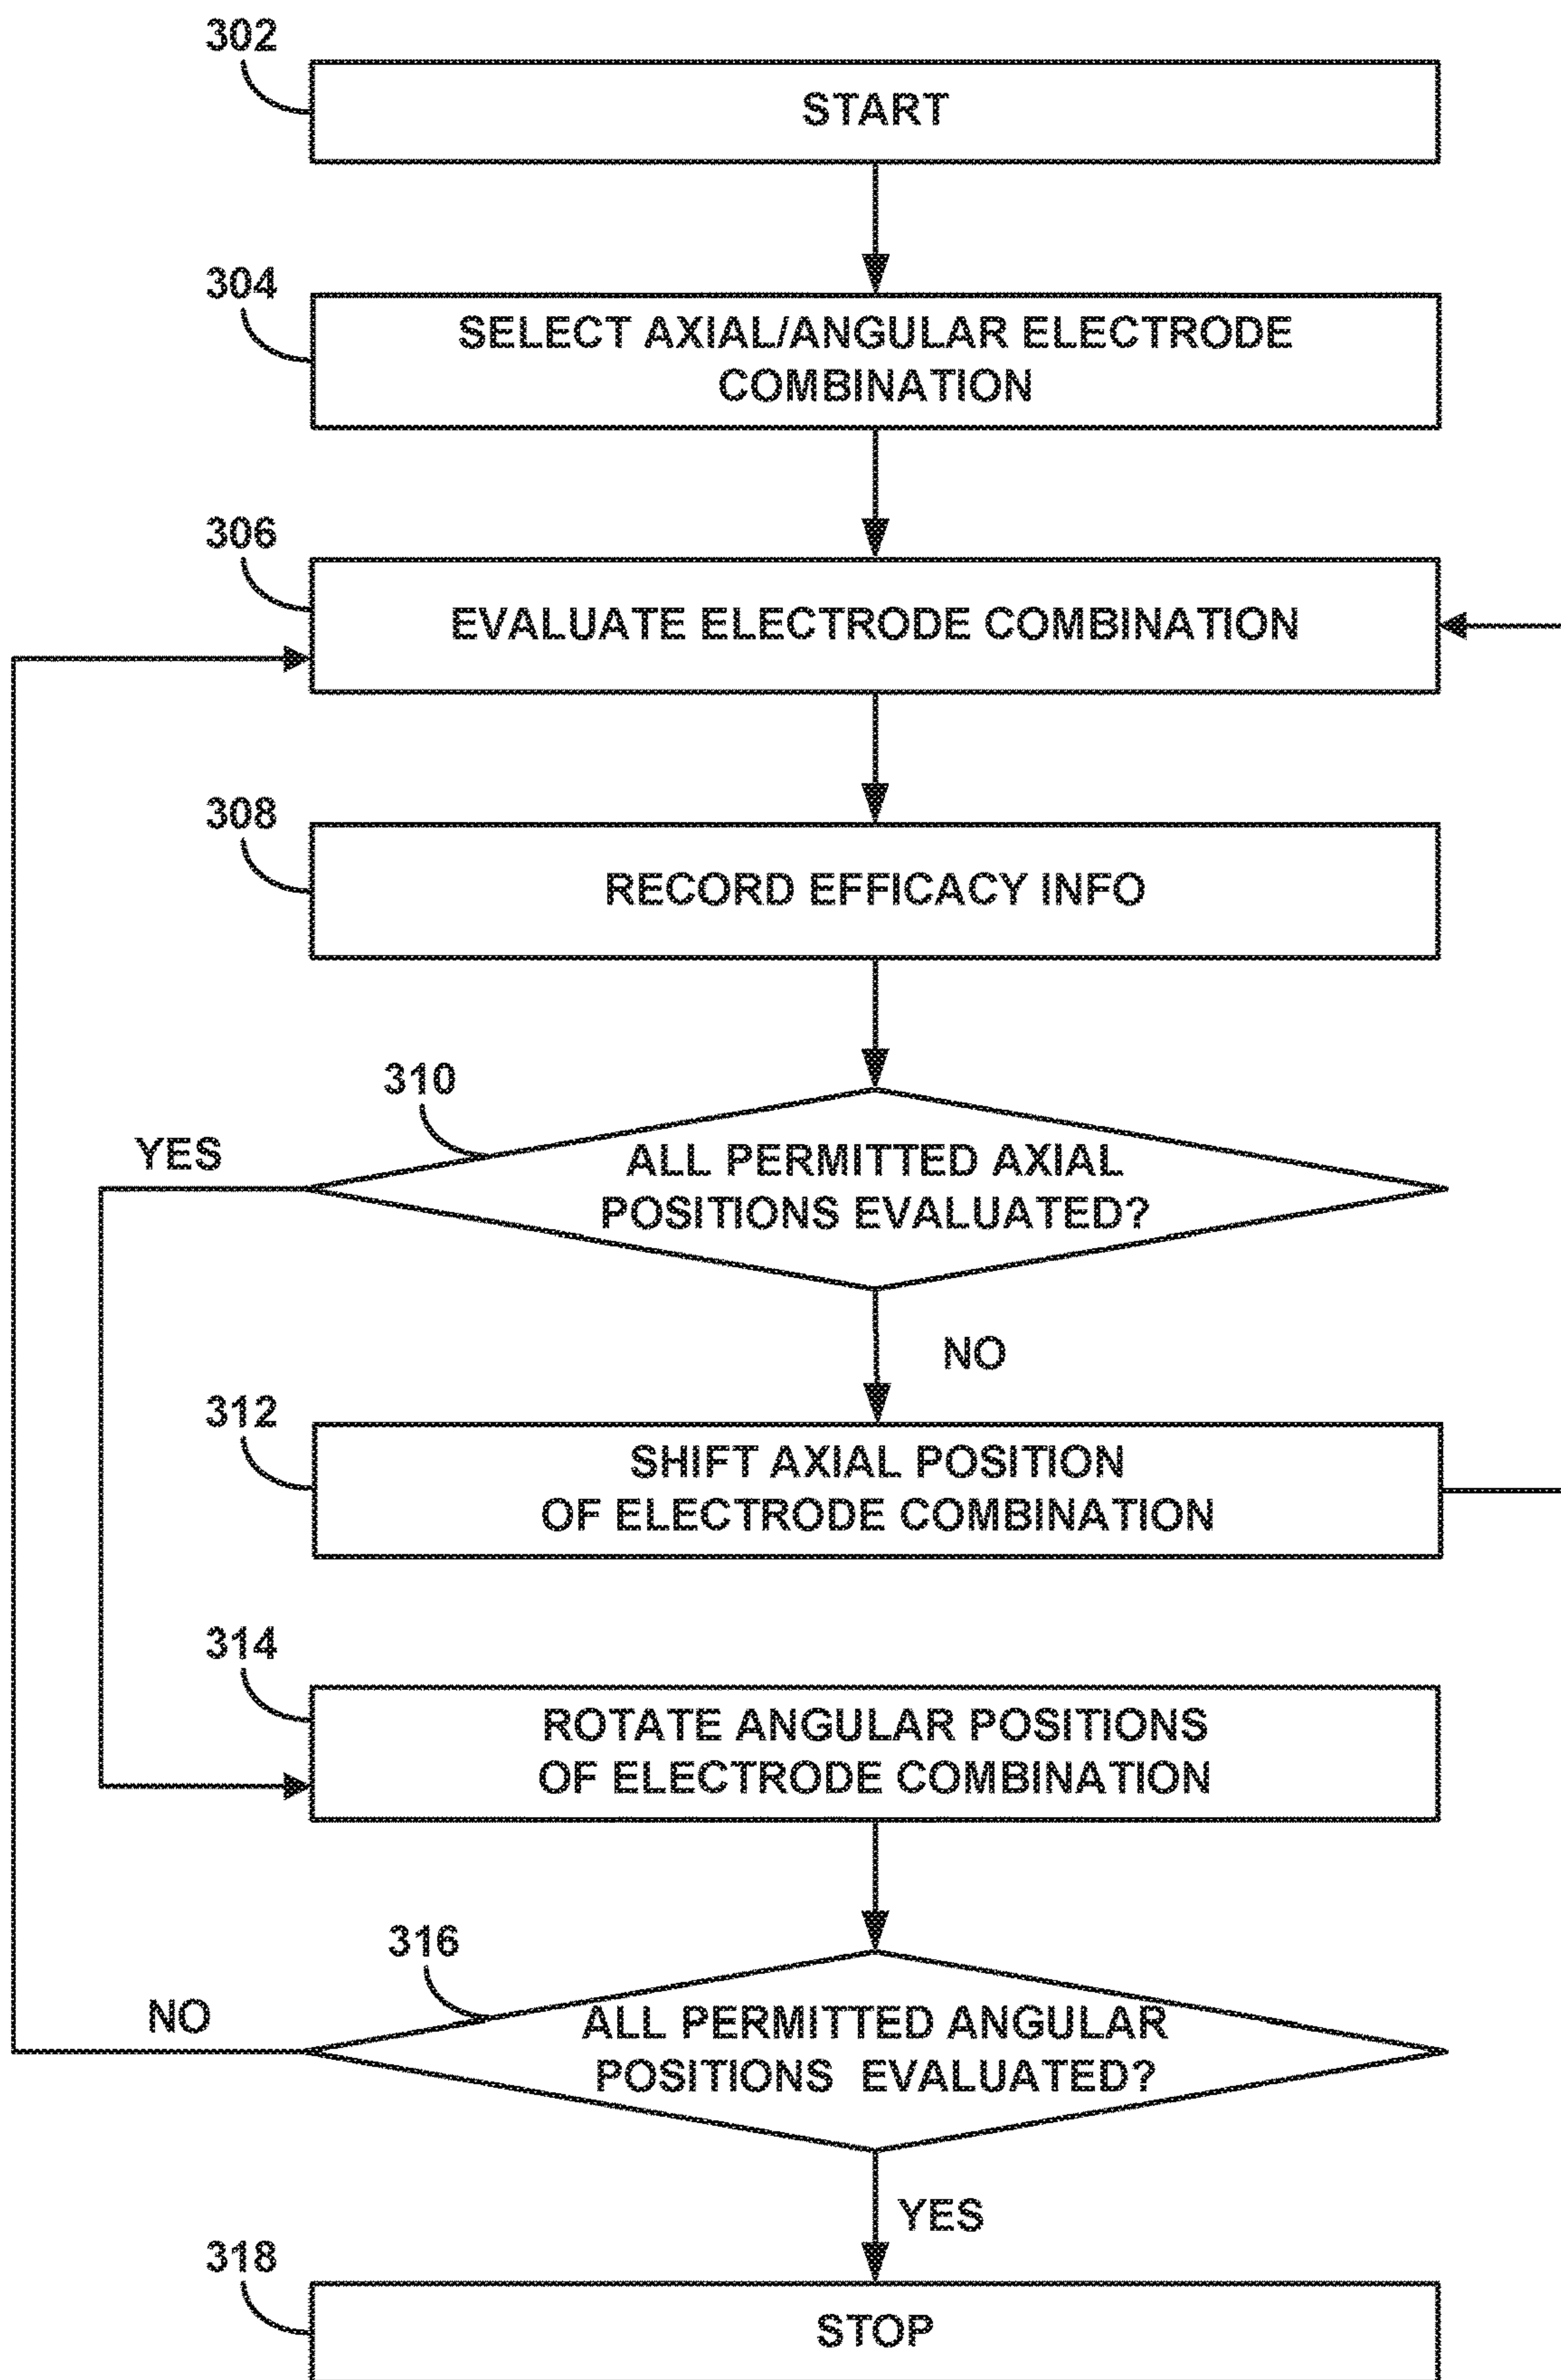 302
START
304
SELECT AXIAL/ANGULAR ELECTRODE
COMBINATION
306
EVALUATE ELECTRODE COMBINATION
308
RECORD EFFICACY INFO
310
YES
ALL PERMITTED AXIAL
POSITIONS EVALUATED?
NO
312
SHIFT AXIAL POSITION
OF ELECTRODE COMBINATION
314
ROTATE ANGULAR POSITIONS
OF ELECTRODE COMBINATION
316
NO
ALL PERMITTED ANGULAR
POSITIONS EVALUATED?
YES
318
STOP